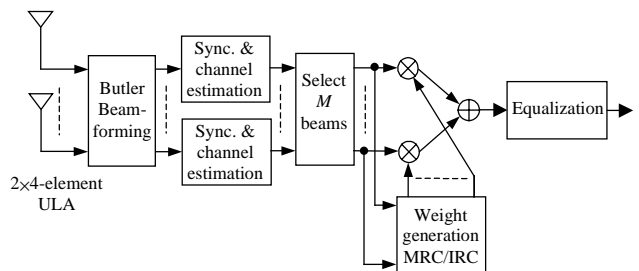 Butler
Beam-
forming
Sync. &
channel
estimation
Sync. &
channel
estimation
Select
M
beams
Equalization
2×4-element
ULA
Weight
generation
MRC/IRC